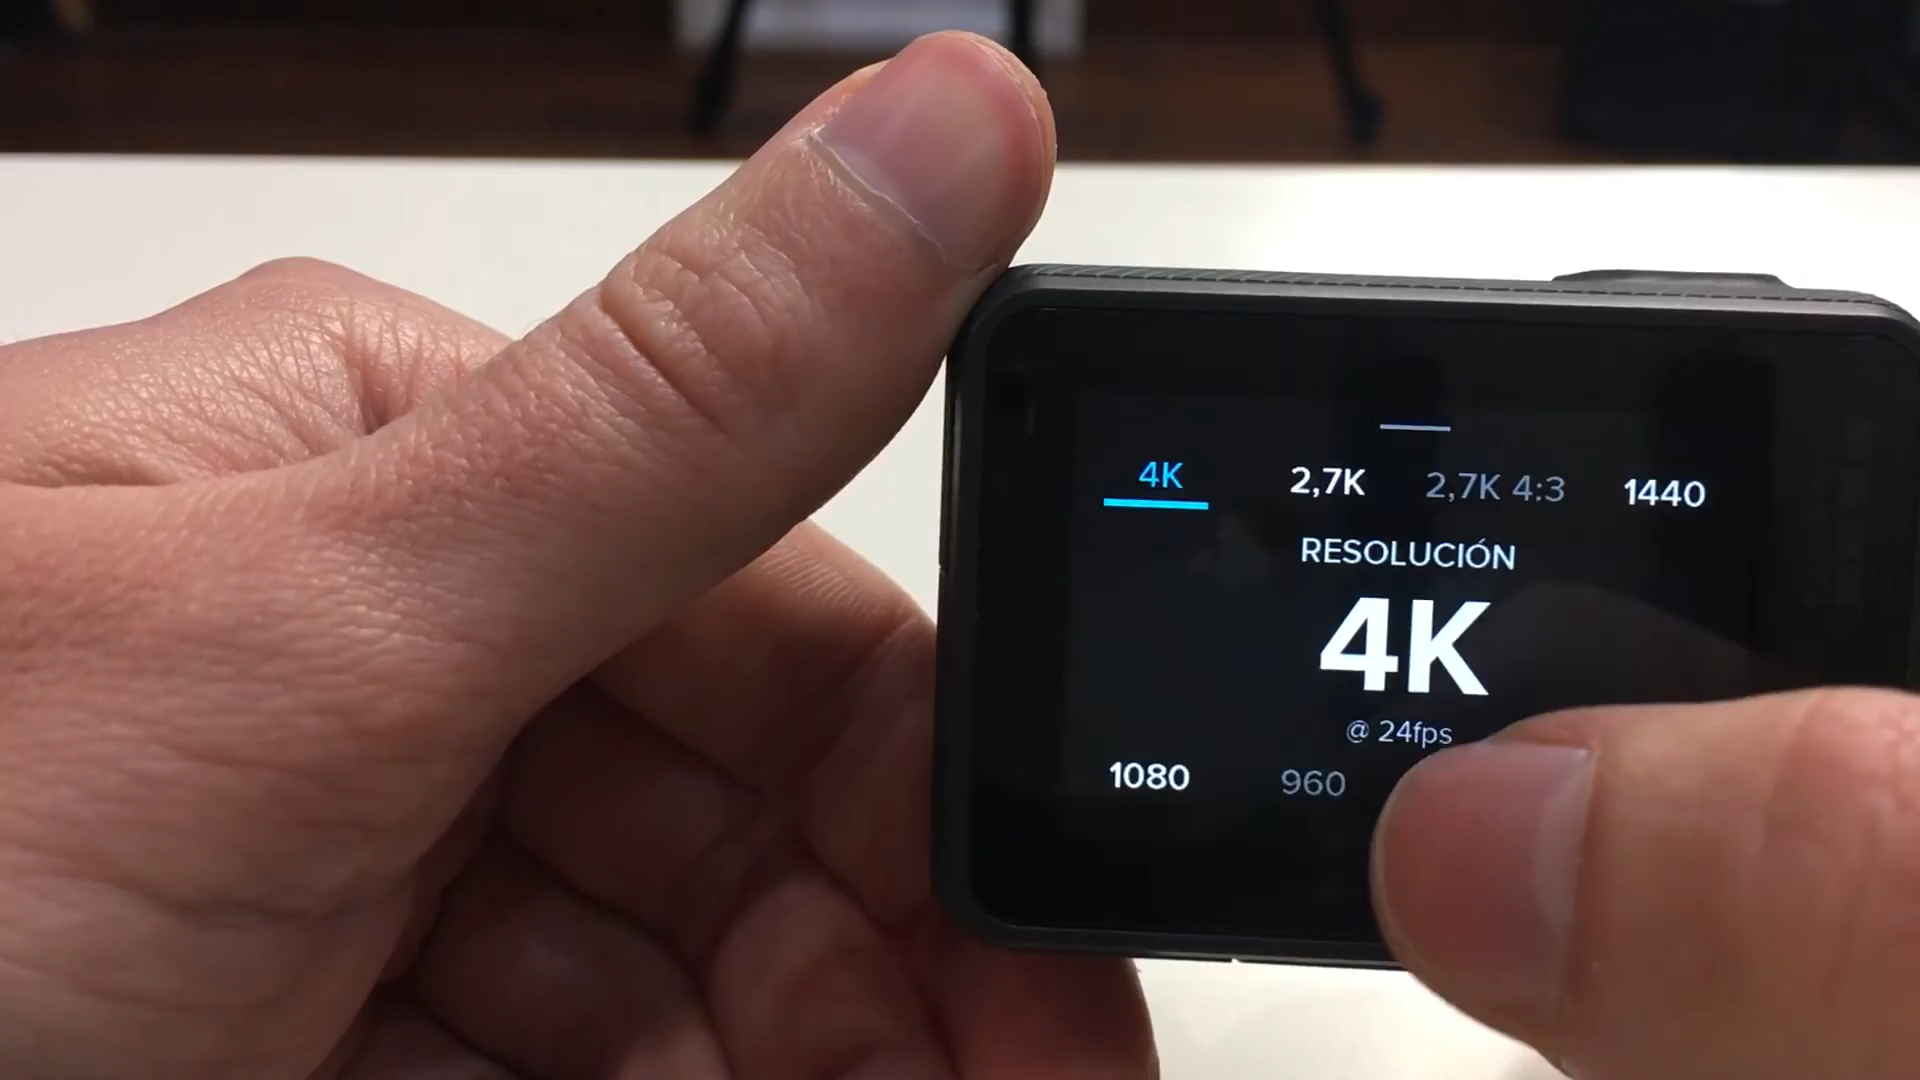 4K 2,7K 2,7K 4:3 1440
RESOLUCIÓN
4K
@ 24fps
1080 960